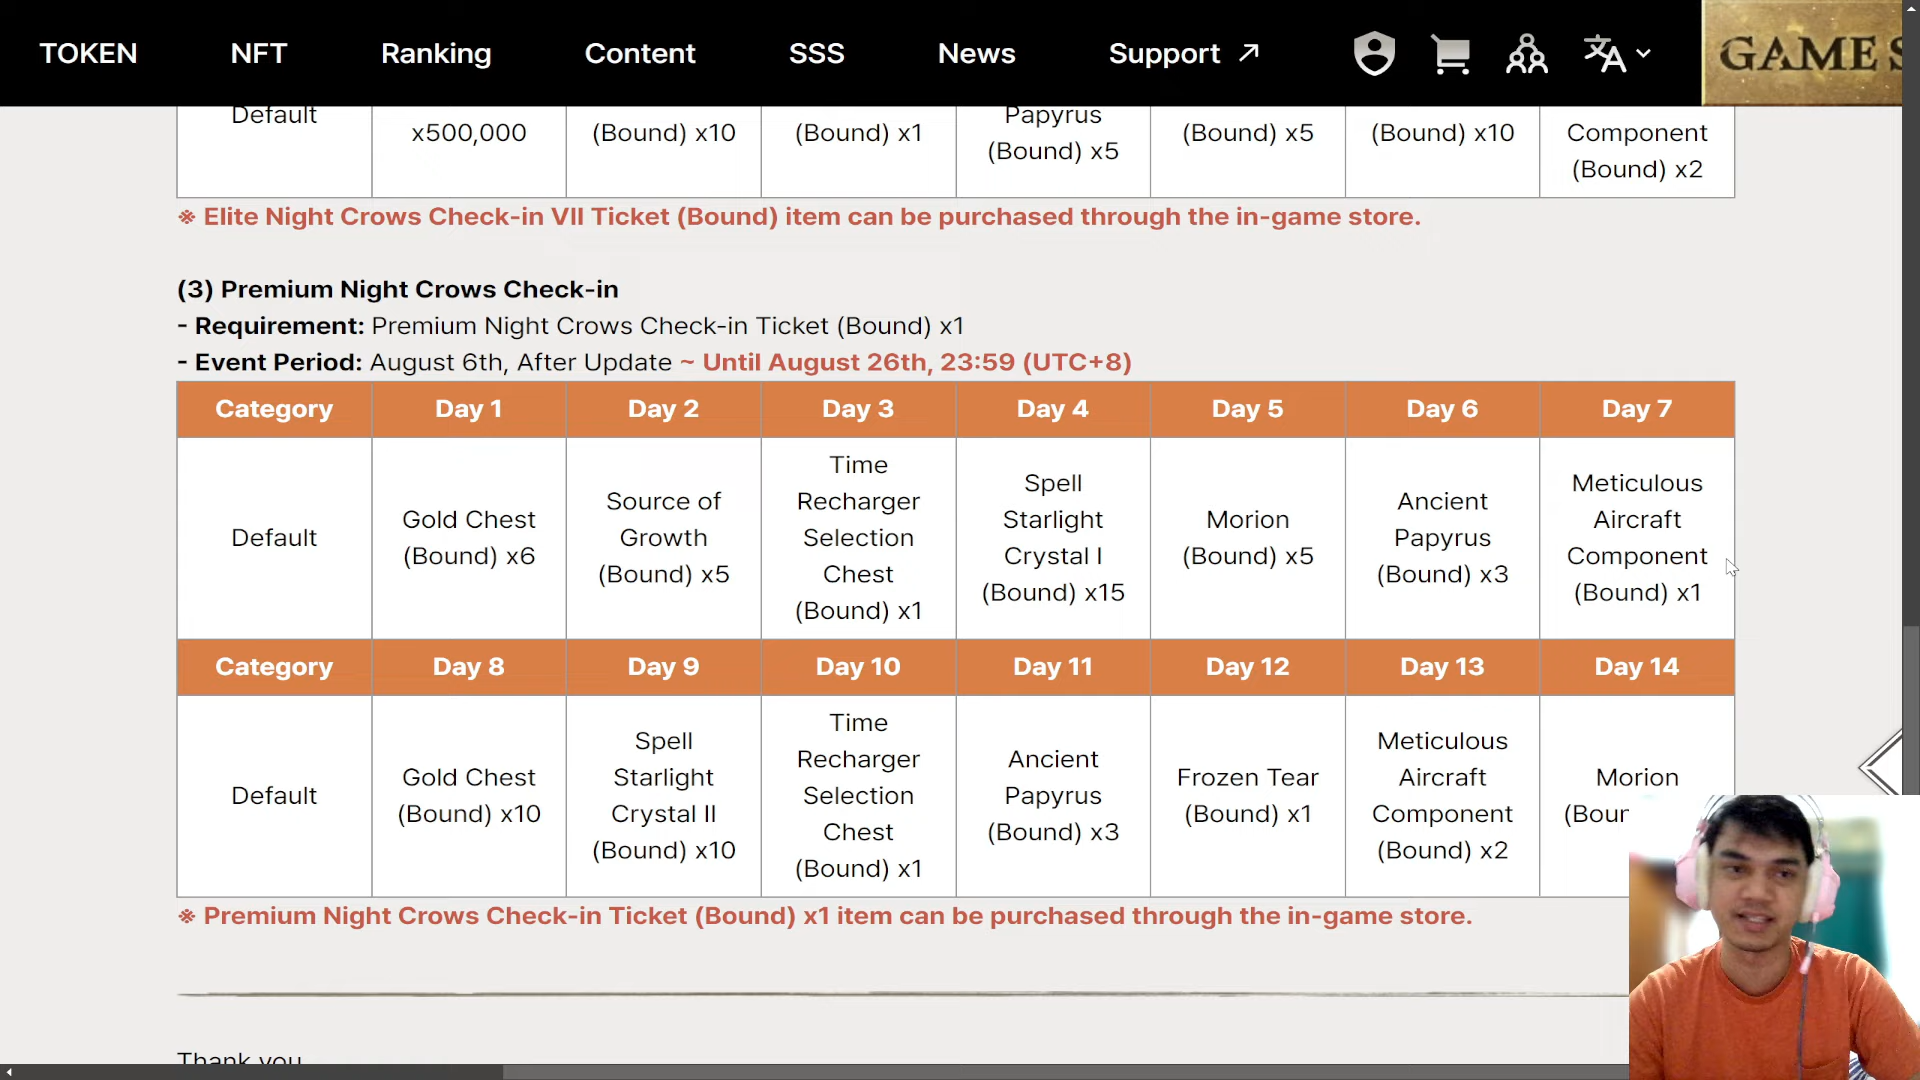 TOKEN NFT Ranking Content SSS News Support ↗ GAME S
Default x500,000 (Bound) x10 (Bound) x1 Papyrus (Bound) x5 (Bound) x5 (Bound) x10 Component (Bound) x2
※ Elite Night Crows Check-in VII Ticket (Bound) item can be purchased through the in-game store.
(3) Premium Night Crows Check-in
- Requirement: Premium Night Crows Check-in Ticket (Bound) x1
- Event Period: August 6th, After Update ~ Until August 26th, 23:59 (UTC+8)
Category Day 1 Day 2 Day 3 Day 4 Day 5 Day 6 Day 7
Default
Gold Chest
(Bound) x6
Source of
Growth
(Bound) x5
Time
Recharger
Selection
Chest
(Bound) x1
Spell
Starlight
Crystal I
(Bound) x15
Morion
(Bound) x5
Ancient
Papyrus
(Bound) x3
Meticulous
Aircraft
Component
(Bound) x1
Category Day 8 Day 9 Day 10 Day 11 Day 12 Day 13 Day 14
Default
Gold Chest
(Bound) x10
Spell
Starlight
Crystal II
(Bound) x10
Time
Recharger
Selection
Chest
(Bound) x1
Ancient
Papyrus
(Bound) x3
Frozen Tear
(Bound) x1
Meticulous
Aircraft
Component
(Bound) x2
Morion
(Boun
※ Premium Night Crows Check-in Ticket (Bound) x1 item can be purchased through the in-game store.
Thank you